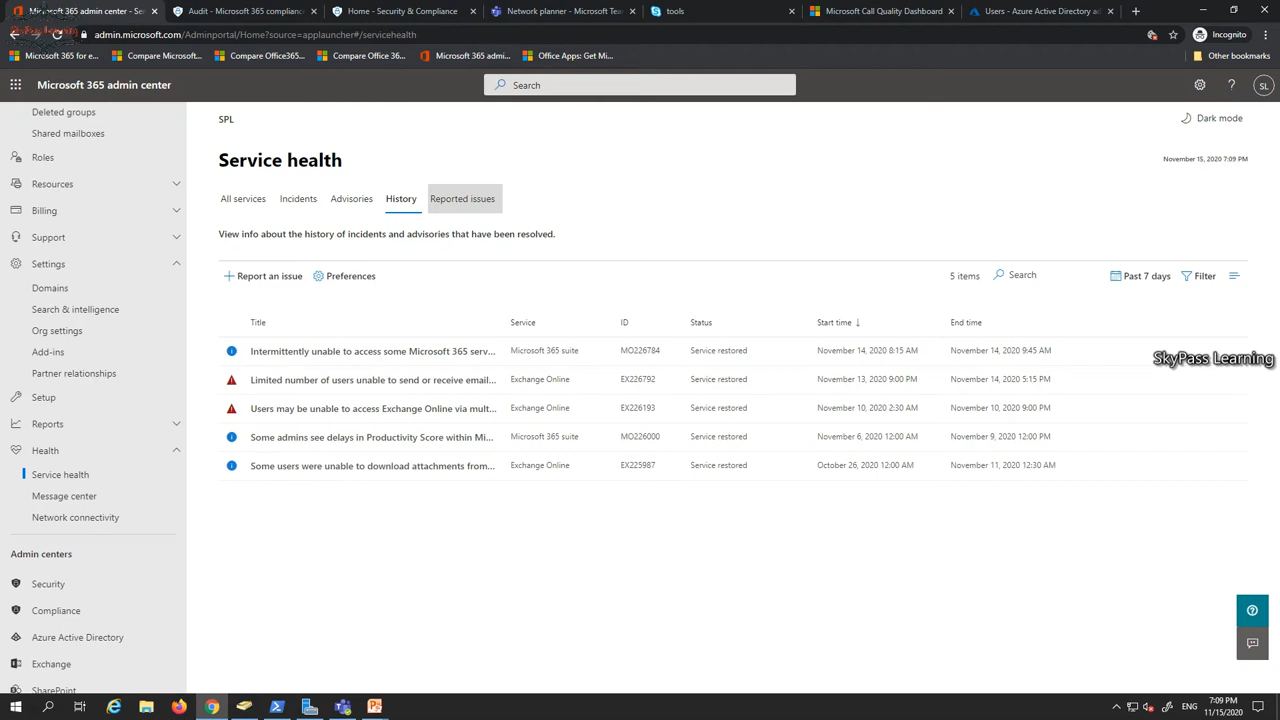 Microsoft 365 admin center - Ser
Audit - Microsoft 365 complianc
Home - Security & Compliance
Network planner - Microsoft Tea
tools
Microsoft Call Quality Dashboard
Users - Azure Active Directory ad
admin.microsoft.com/Adminportal/Home?source=applauncher#/servicehealth
Incognito
Microsoft 365 for e...
Compare Microsoft...
Compare Office365...
Compare Office 36...
Microsoft 365 admi...
Office Apps: Get Mi...
Other bookmarks
Microsoft 365 admin center
Search
SL
Deleted groups
Shared mailboxes
Roles
Resources
Billing
Support
Settings
Domains
Search & intelligence
Org settings
Add-ins
Partner relationships
Setup
Reports
Health
Service health
Message center
Network connectivity
Admin centers
Security
Compliance
Azure Active Directory
Exchange
SharePoint
SPL
Dark mode
Service health
November 15, 2020 7:09 PM
All services Incidents Advisories History Reported issues
View info about the history of incidents and advisories that have been resolved.
Report an issue Preferences
5 items Search Past 7 days Filter
Title Service ID Status Start time ↓ End time
Intermittently unable to access some Microsoft 365 serv... Microsoft 365 suite MO226784 Service restored November 14, 2020 8:15 AM November 14, 2020 9:45 AM
Limited number of users unable to send or receive email... Exchange Online EX226792 Service restored November 13, 2020 9:00 PM November 14, 2020 5:15 PM
Users may be unable to access Exchange Online via mult... Exchange Online EX226193 Service restored November 10, 2020 2:30 AM November 10, 2020 9:00 PM
Some admins see delays in Productivity Score within Mi... Microsoft 365 suite MO226000 Service restored November 6, 2020 12:00 AM November 9, 2020 12:00 PM
Some users were unable to download attachments from... Exchange Online EX225987 Service restored October 26, 2020 12:00 AM November 11, 2020 12:30 AM
SkyPass Learning
ENG
7:09 PM
11/15/2020